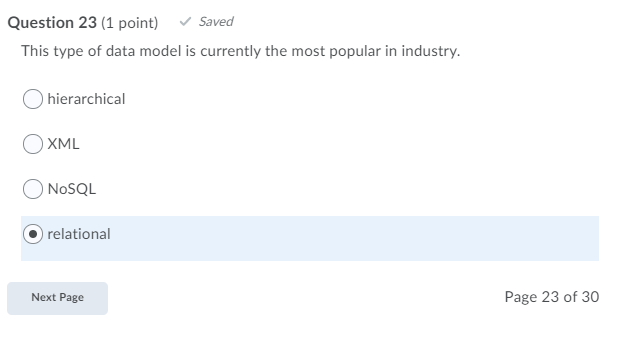 Question 23 (1 point) Saved
This type of data model is currently the most popular in industry.
hierarchical
XML
NoSQL
relational
Next Page Page 23 of 30